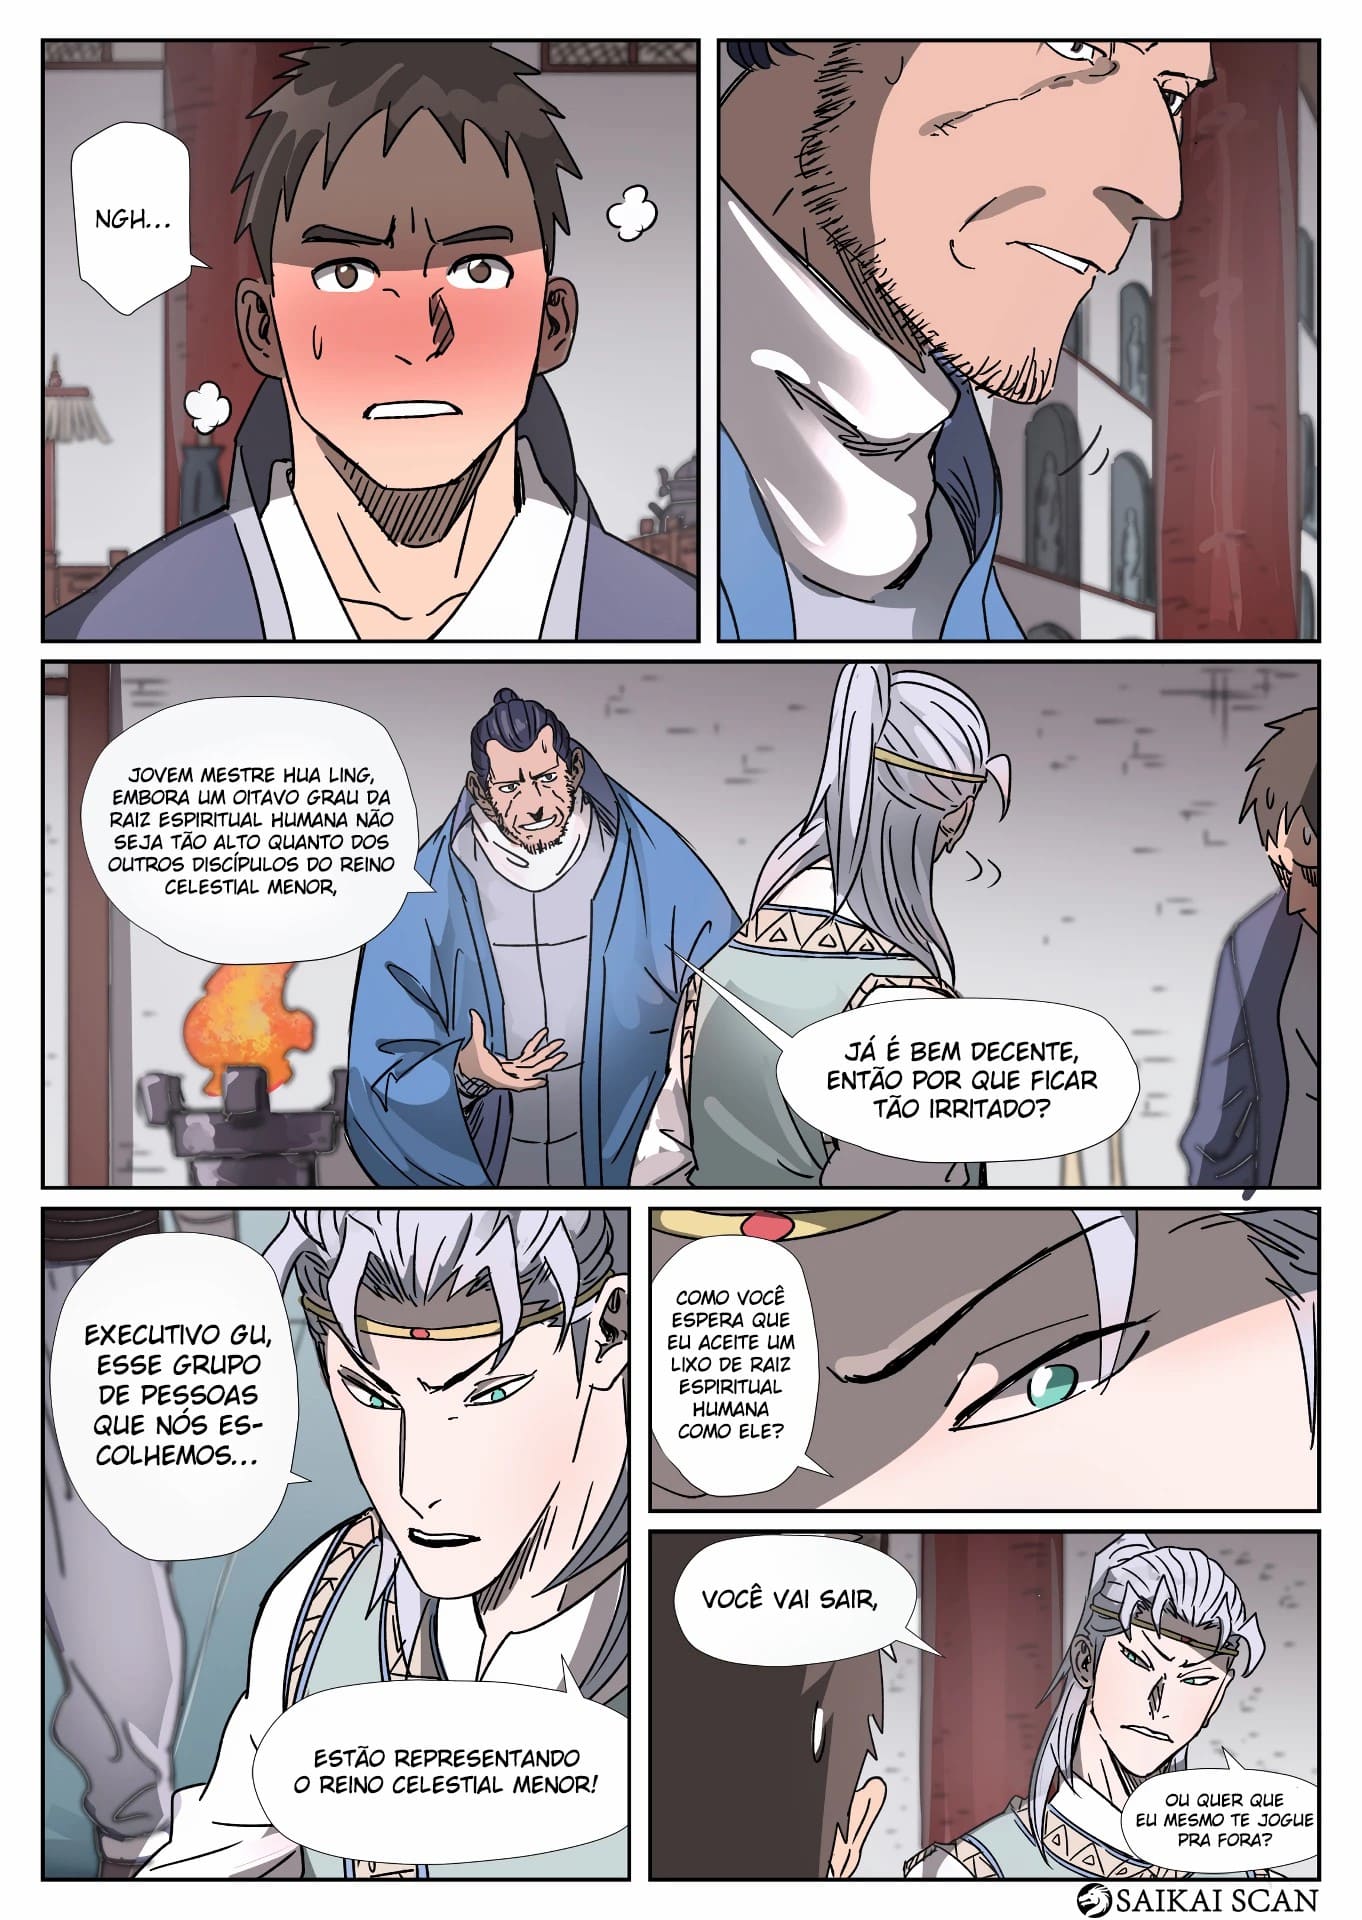 NGH...
JOVEM MESTRE HUA LING,
EMBORA UM OITAVO GRAU DA
RAIZ ESPIRITUAL HUMANA NÃO
SEJA TÃO ALTO QUANTO DOS
OUTROS DISCÍPULOS DO REINO
CELESTIAL MENOR,
JÁ É BEM DECENTE,
ENTÃO POR QUE FICAR
TÃO IRRITADO?
EXECUTIVO GU,
ESSE GRUPO
DE PESSOAS
QUE NÓS ES-
COLHEMOS...
ESTÃO REPRESENTANDO
O REINO CELESTIAL MENOR!
COMO VOCÊ
ESPERA QUE
EU ACEITE UM
LIXO DE RAIZ
ESPIRITUAL
HUMANA
COMO ELE?
VOCÊ VAI SAIR,
OU QUER QUE
EU MESMO TE JOGUE
PRA FORA?
SAIKAI SCAN